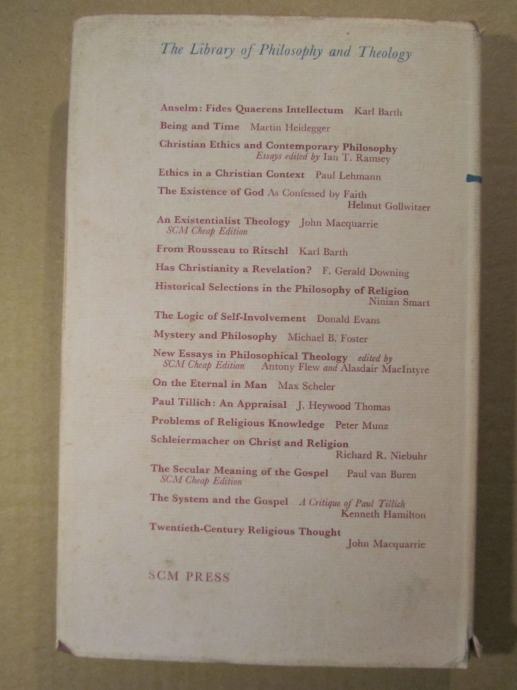 The Library of Philosophy and Theology
Anselm: Fides Quaerens Intellectum Karl Barth
Being and Time Martin Heidegger
Christian Ethics and Contemporary Philosophy
Essays edited by Ian T. Ramsey
Ethics in a Christian Context Paul Lehmann
The Existence of God As Confessed by Faith
Helmut Gollwitzer
An Existentialist Theology John Macquarrie
SCM Cheap Edition
From Rousseau to Ritschl Karl Barth
Has Christianity a Revelation? F. Gerald Downing
Historical Selections in the Philosophy of Religion
Ninian Smart
The Logic of Self-Involvement Donald Evans
Mystery and Philosophy Michael B. Foster
New Essays in Philosophical Theology edited by
SCM Cheap Edition Antony Flew and Alasdair MacIntyre
On the Eternal in Man Max Scheler
Paul Tillich: An Appraisal J. Heywood Thomas
Problems of Religious Knowledge Peter Munz
Schleiermacher on Christ and Religion
Richard R. Niebuhr
The Secular Meaning of the Gospel Paul van Buren
SCM Cheap Edition
The System and the Gospel A Critique of Paul Tillich
Kenneth Hamilton
Twentieth-Century Religious Thought
John Macquarrie
SCM PRESS